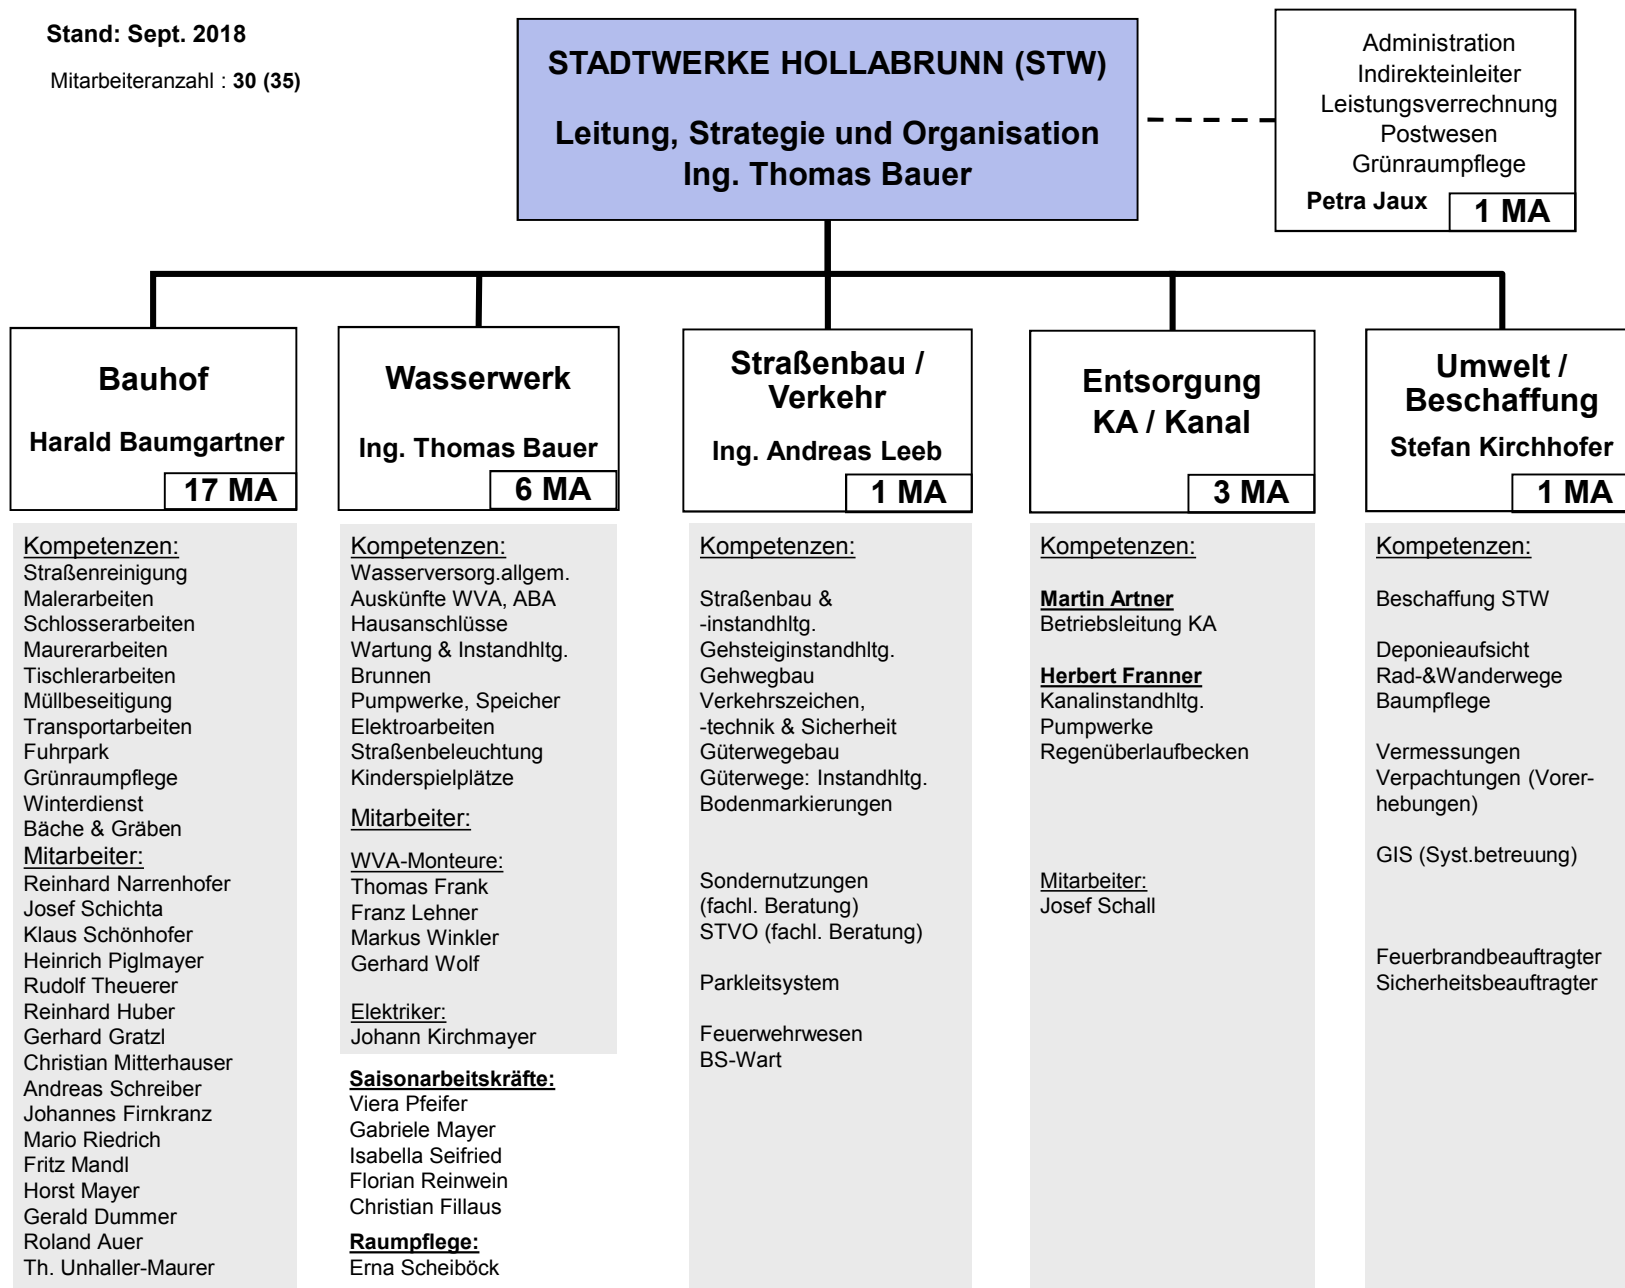 Stand: Sept. 2018
Mitarbeiteranzahl : 30 (35)
STADTWERKE HOLLABRUNN (STW)
Leitung, Strategie und Organisation
Ing. Thomas Bauer
Administration
Indirekteinleiter
Leistungsverrechnung
Postwesen
Grünraumpflege
Petra Jaux
1 MA
Bauhof
Harald Baumgartner
17 MA
Kompetenzen:
Straßenreinigung
Malerarbeiten
Schlosserarbeiten
Maurerarbeiten
Tischlerarbeiten
Müllbeseitigung
Transportarbeiten
Fuhrpark
Grünraumpflege
Winterdienst
Bäche & Gräben
Mitarbeiter:
Reinhard Narrenhofer
Josef Schichta
Klaus Schönhofer
Heinrich Piglmayer
Rudolf Theuerer
Reinhard Huber
Gerhard Gratzl
Christian Mitterhauser
Andreas Schreiber
Johannes Firnkranz
Mario Riedrich
Fritz Mandl
Horst Mayer
Gerald Dummer
Roland Auer
Th. Unhaller-Maurer
Wasserwerk
Ing. Thomas Bauer
6 MA
Kompetenzen:
Wasserversorg.allgem.
Auskünfte WVA, ABA
Hausanschlüsse
Wartung & Instandhltg.
Brunnen
Pumpwerke, Speicher
Elektroarbeiten
Straßenbeleuchtung
Kinderspielplätze
Mitarbeiter:
WVA-Monteure:
Thomas Frank
Franz Lehner
Markus Winkler
Gerhard Wolf
Elektriker:
Johann Kirchmayer
Saisonarbeitskräfte:
Viera Pfeifer
Gabriele Mayer
Isabella Seifried
Florian Reinwein
Christian Fillaus
Raumpflege:
Erna Scheiböck
Straßenbau /
Verkehr
Ing. Andreas Leeb
1 MA
Kompetenzen:
Straßenbau &
-instandhltg.
Gehsteiginstandhltg.
Gehwegbau
Verkehrszeichen,
-technik & Sicherheit
Güterwegebau
Güterwege: Instandhltg.
Bodenmarkierungen
Sondernutzungen
(fachl. Beratung)
STVO (fachl. Beratung)
Parkleitsystem
Feuerwehrwesen
BS-Wart
Entsorgung
KA / Kanal
3 MA
Kompetenzen:
Martin Artner
Betriebsleitung KA
Herbert Franner
Kanalinstandhltg.
Pumpwerke
Regenüberlaufbecken
Mitarbeiter:
Josef Schall
Umwelt /
Beschaffung
Stefan Kirchhofer
1 MA
Kompetenzen:
Beschaffung STW
Deponieaufsicht
Rad-&Wanderwege
Baumpflege
Vermessungen
Verpachtungen (Vorer-
hebungen)
GIS (Syst.betreuung)
Feuerbrandbeauftragter
Sicherheitsbeauftragter